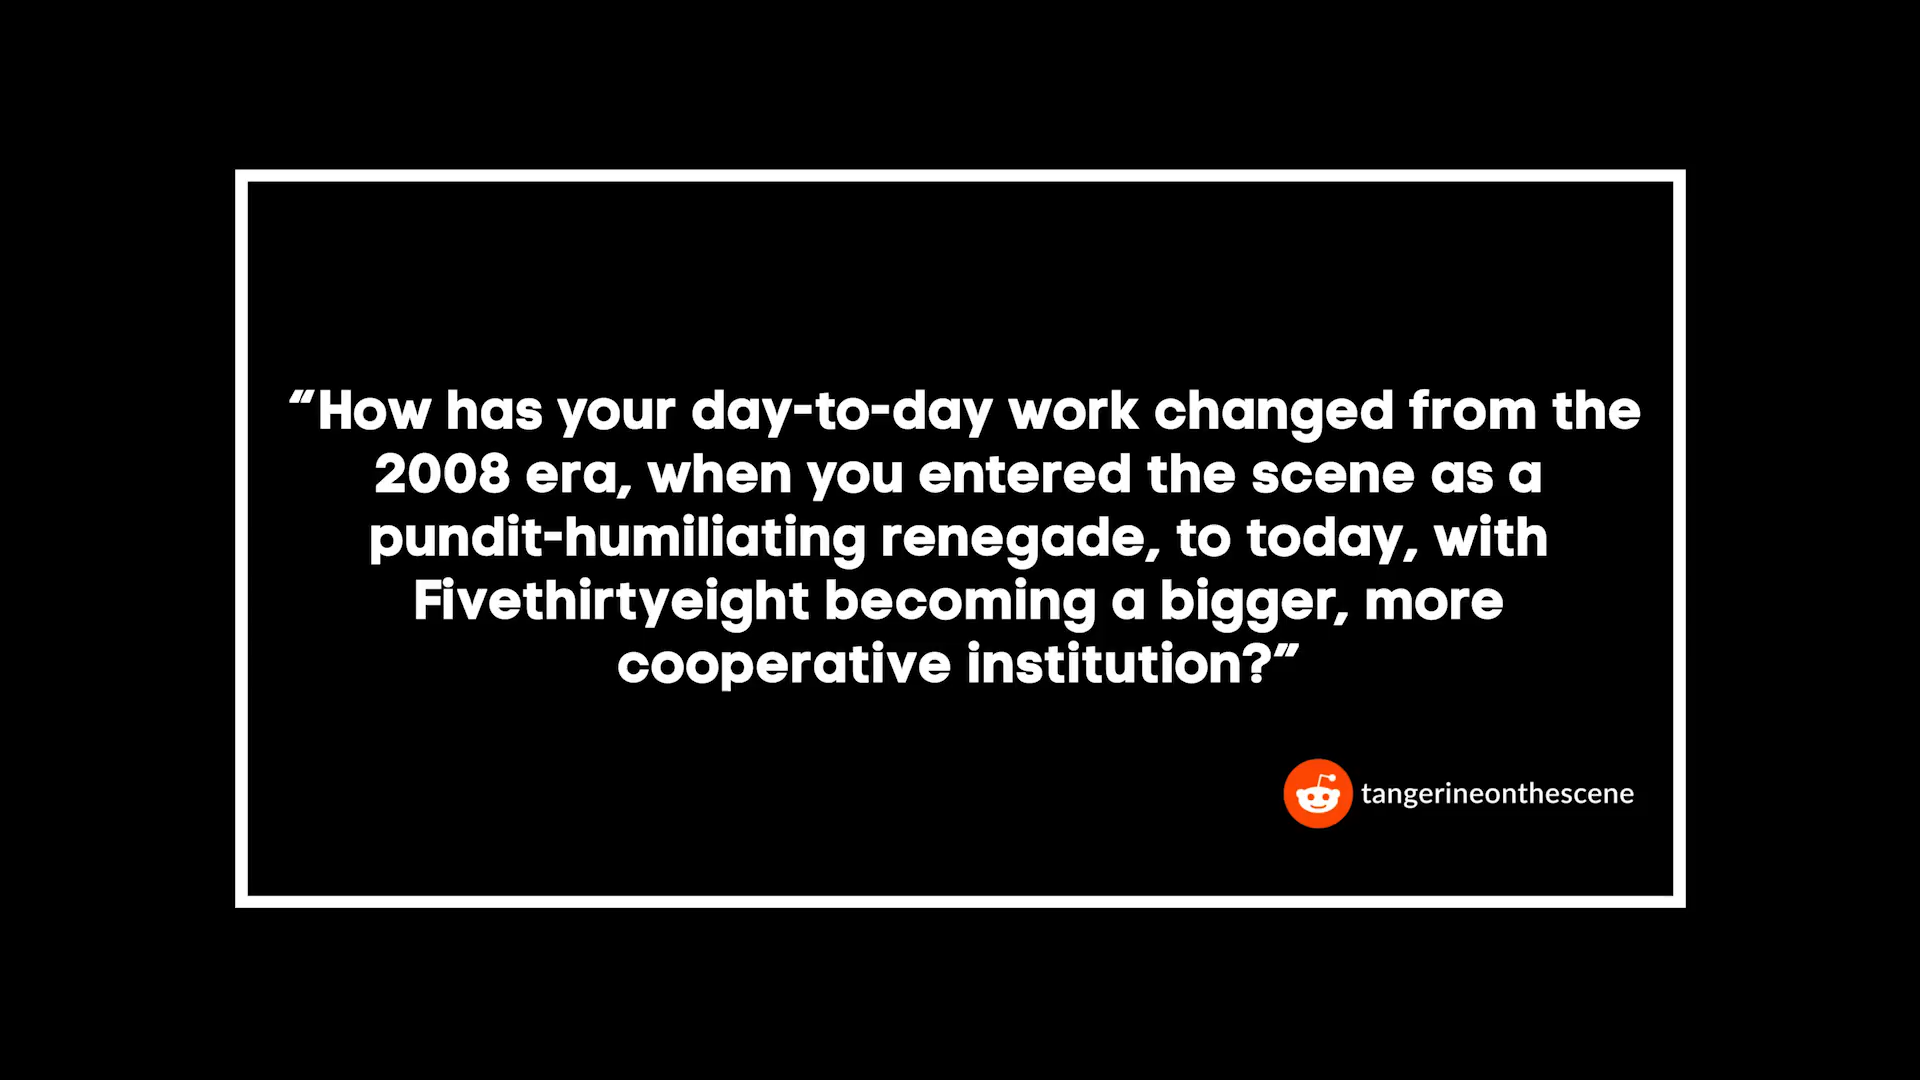 “How has your day-to-day work changed from the
2008 era, when you entered the scene as a
pundit-humiliating renegade, to today, with
Fivethirtyeight becoming a bigger, more
cooperative institution?”
tangerineonthescene